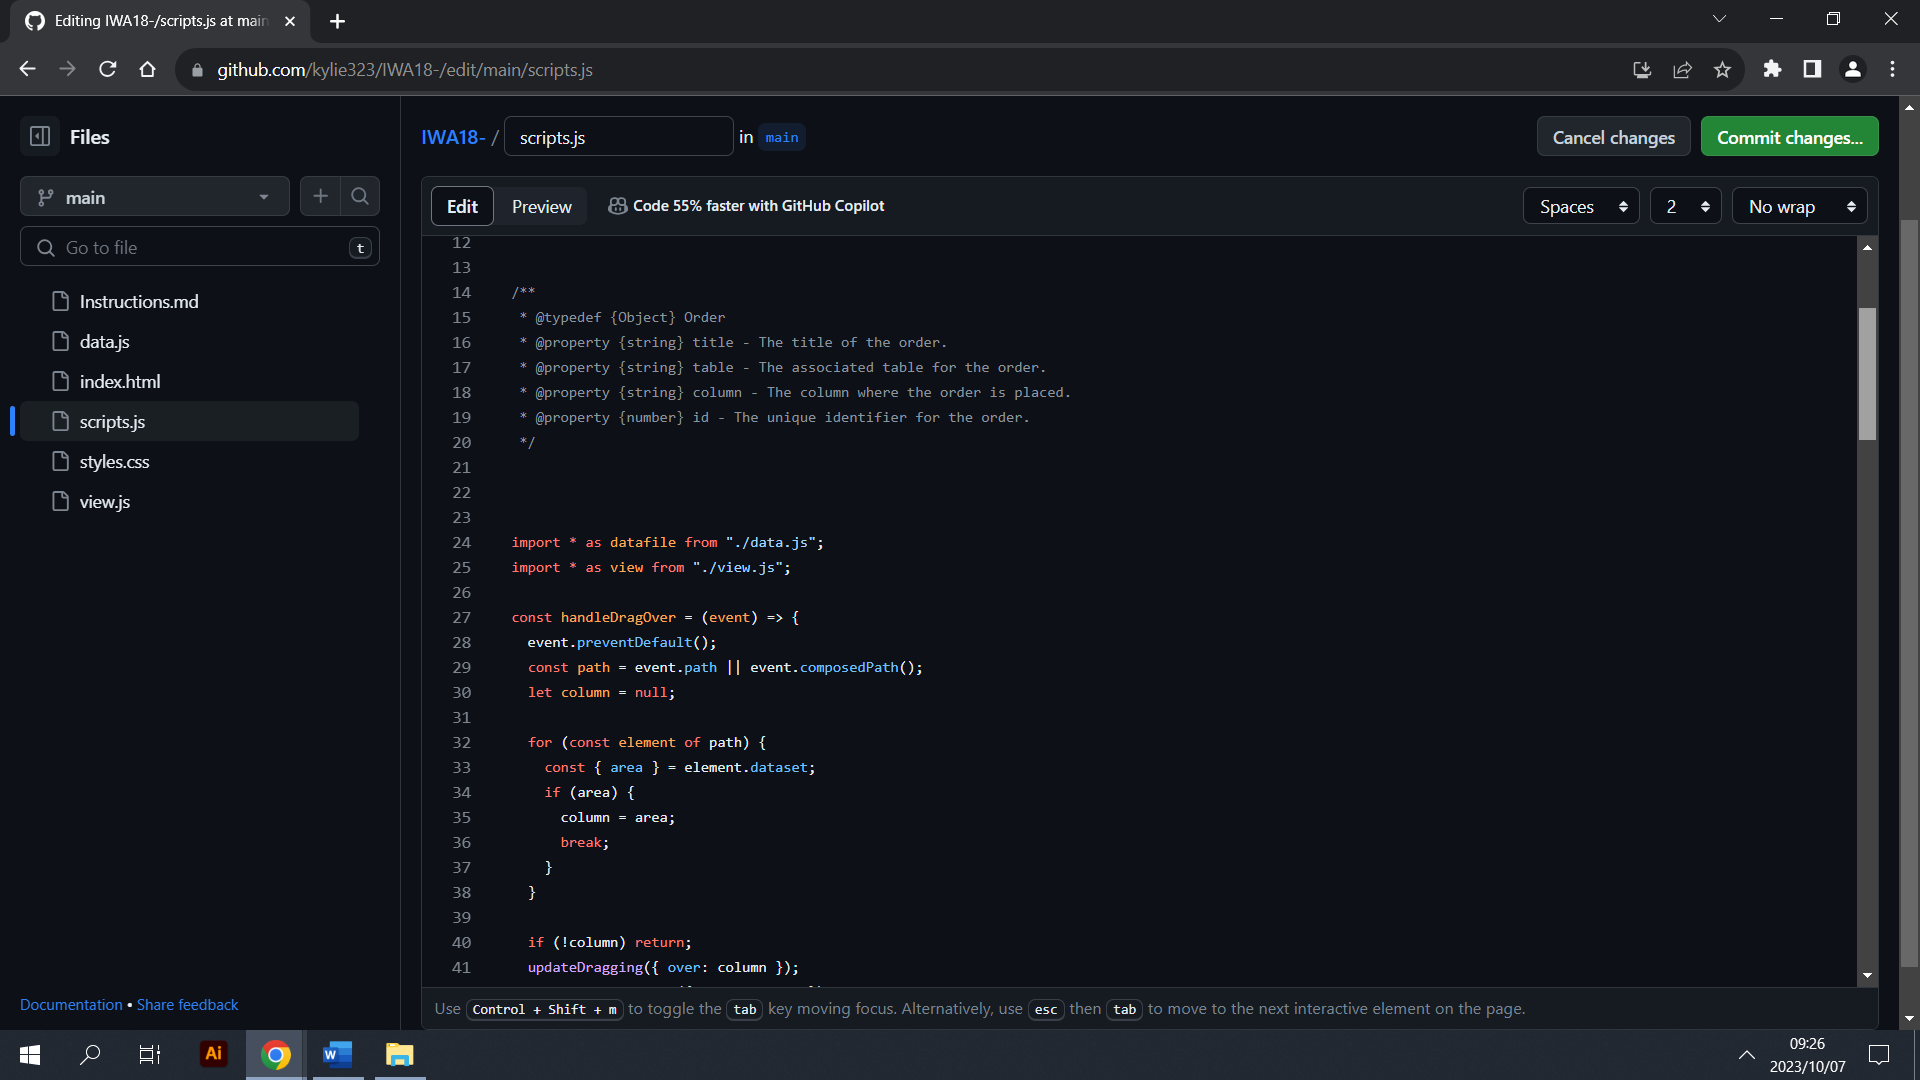 Editing IWA18-/scripts.js at main
github.com/kylie323/IWA18-/edit/main/scripts.js
Files
IWA18- / scripts.js in main
Cancel changes
Commit changes...
main
Edit
Preview
Code 55% faster with GitHub Copilot
Spaces
2
No wrap
Go to file
t
Instructions.md
data.js
index.html
scripts.js
styles.css
view.js
12
13
14 /**
15 * @typedef {Object} Order
16 * @property {string} title - The title of the order.
17 * @property {string} table - The associated table for the order.
18 * @property {string} column - The column where the order is placed.
19 * @property {number} id - The unique identifier for the order.
20 */
21
22
23
24 import * as datafile from "./data.js";
25 import * as view from "./view.js";
26
27 const handleDragOver = (event) => {
28 event.preventDefault();
29 const path = event.path || event.composedPath();
30 let column = null;
31
32 for (const element of path) {
33 const { area } = element.dataset;
34 if (area) {
35 column = area;
36 break;
37 }
38 }
39
40 if (!column) return;
41 updateDragging({ over: column });
Use Control + Shift + m to toggle the tab key moving focus. Alternatively, use esc then tab to move to the next interactive element on the page.
Documentation • Share feedback
Ai
W
09:26
2023/10/07